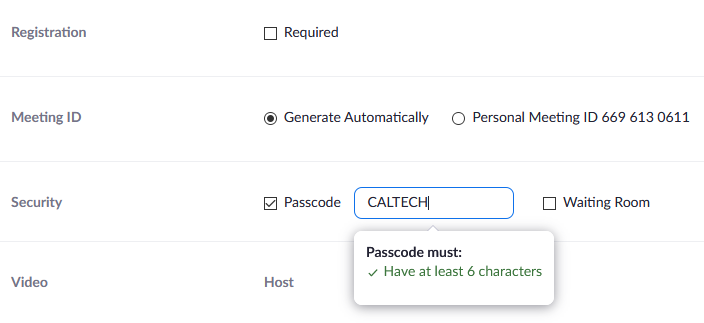 Registration Required
Meeting ID Generate Automatically Personal Meeting ID 669 613 0611
Security Passcode CALTECH Waiting Room
Passcode must:
✓ Have at least 6 characters
Video Host